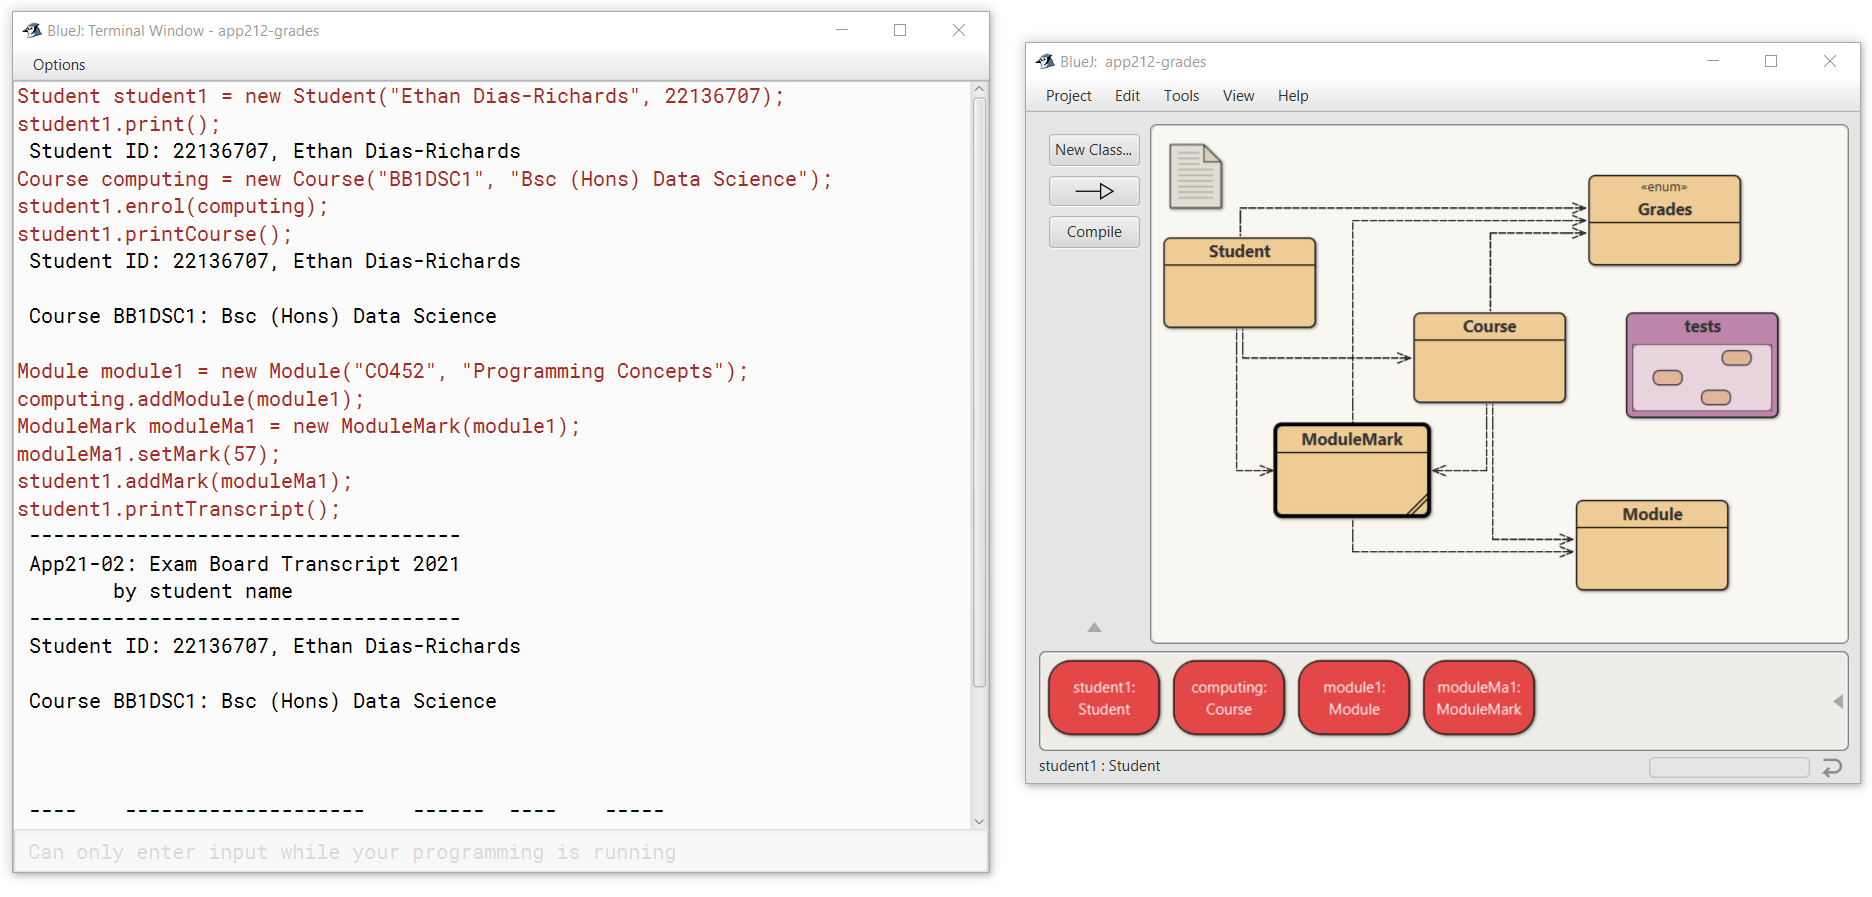 BlueJ: Terminal Window - app212-grades
Options
Student student1 = new Student("Ethan Dias-Richards", 22136707);
student1.print();
Student ID: 22136707, Ethan Dias-Richards
Course computing = new Course("BB1DSC1", "Bsc (Hons) Data Science");
student1.enrol(computing);
student1.printCourse();
Student ID: 22136707, Ethan Dias-Richards
Course BB1DSC1: Bsc (Hons) Data Science
Module module1 = new Module("CO452", "Programming Concepts");
computing.addModule(module1);
ModuleMark moduleMa1 = new ModuleMark(module1);
moduleMa1.setMark(57);
student1.addMark(moduleMa1);
student1.printTranscript();
------------------------------------
App21-02: Exam Board Transcript 2021
by student name
------------------------------------
Student ID: 22136707, Ethan Dias-Richards
Course BB1DSC1: Bsc (Hons) Data Science
---- -------------------- ------ ---- -----
Can only enter input while your programming is running
BlueJ: app212-grades
Project Edit Tools View Help
New Class...
Compile
«enum»
Grades
Student
Course
tests
ModuleMark
Module
student1:
Student
computing:
Course
module1:
Module
moduleMa1:
ModuleMark
student1 : Student